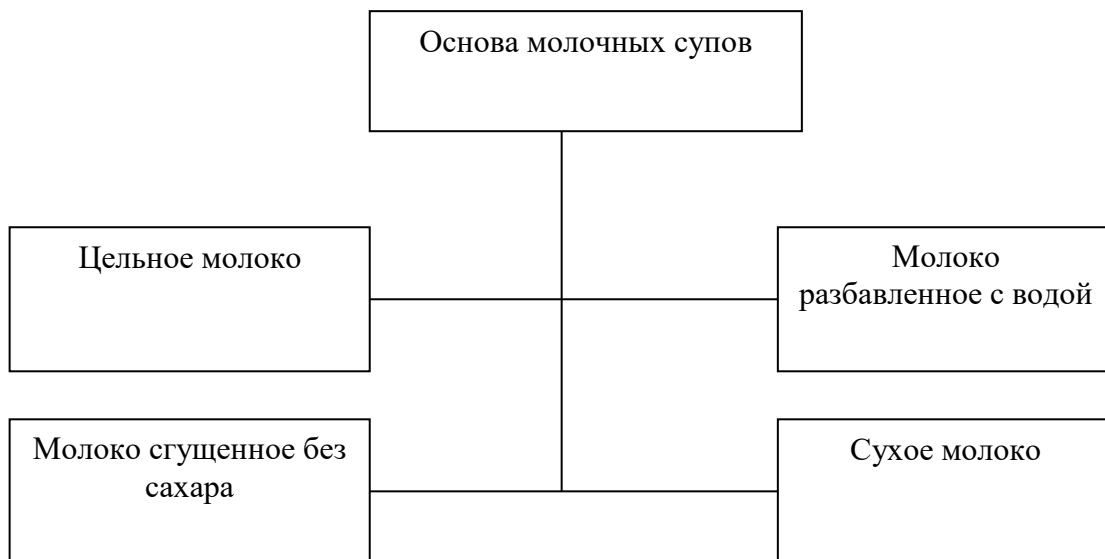 Основа молочных супов
Цельное молоко
Молоко
разбавленное с водой
Молоко сгущенное без
сахара
Сухое молоко